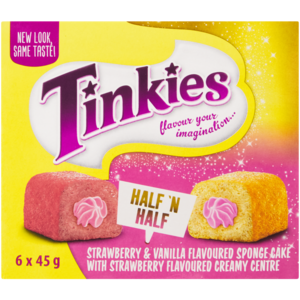 NEW LOOK,
SAME TASTE!
Tinkies
flavour your
imagination...
HALF 'N
HALF
6 x 45g
STRAWBERRY & VANILLA FLAVOURED SPONGE CAKE
WITH STRAWBERRY FLAVOURED CREAMY CENTRE